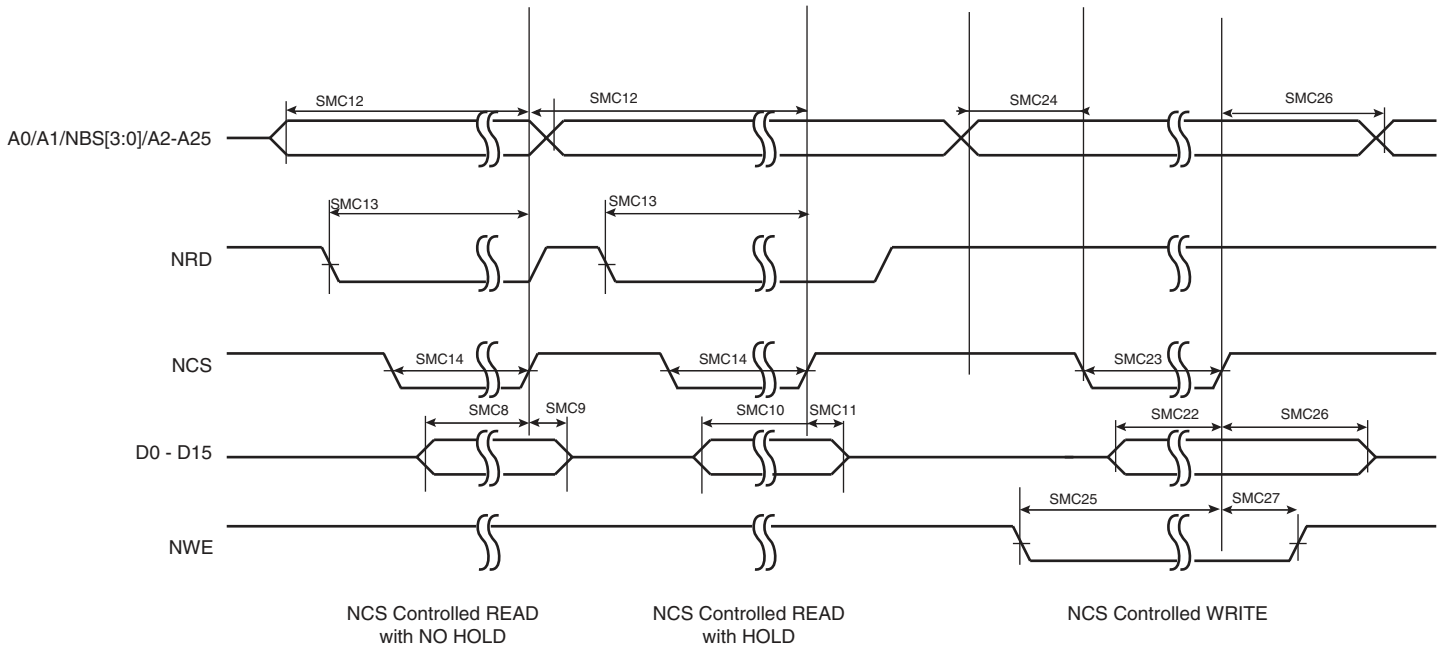 SMC12
SMC12
SMC24
SMC26
A0/A1/NBS[3:0]/A2-A25
SMC13
SMC13
NRD
NCS
SMC14
SMC14
SMC23
SMC8
SMC9
SMC10
SMC11
SMC22
SMC26
D0 - D15
SMC25
SMC27
NWE
NCS Controlled READ
with NO HOLD
NCS Controlled READ
with HOLD
NCS Controlled WRITE